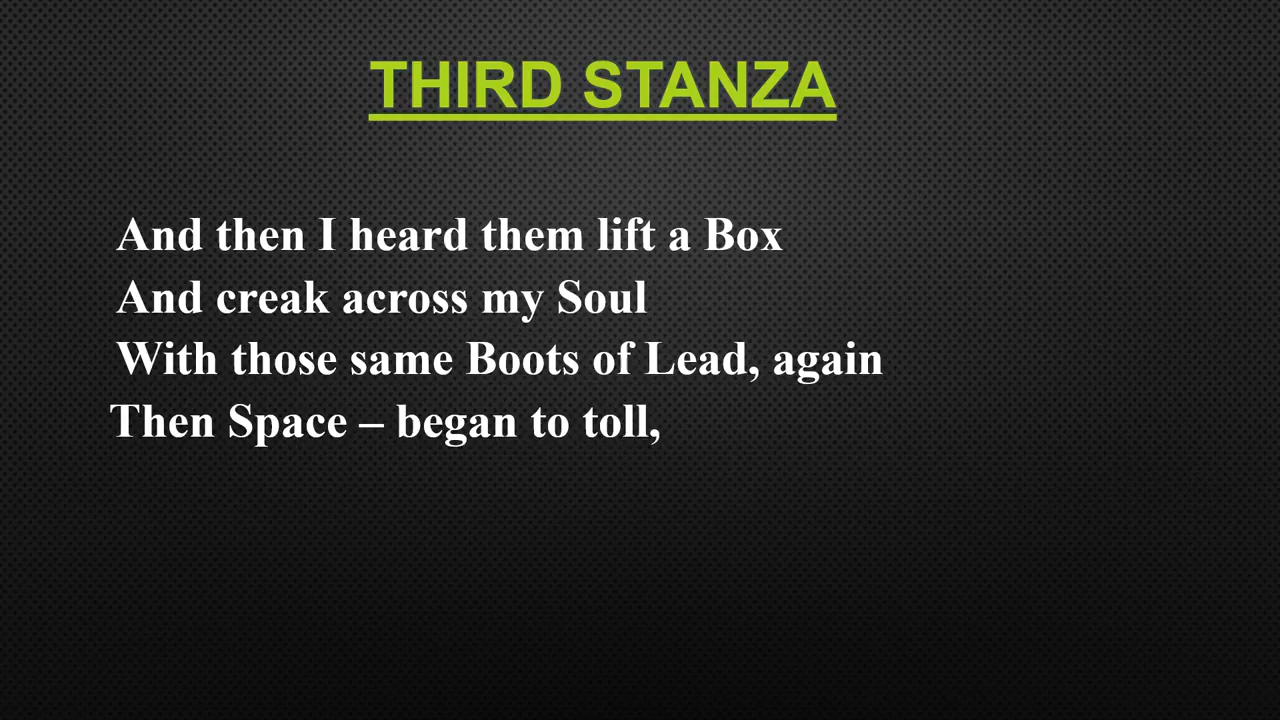 THIRD STANZA
And then I heard them lift a Box
And creak across my Soul
With those same Boots of Lead, again
Then Space – began to toll,